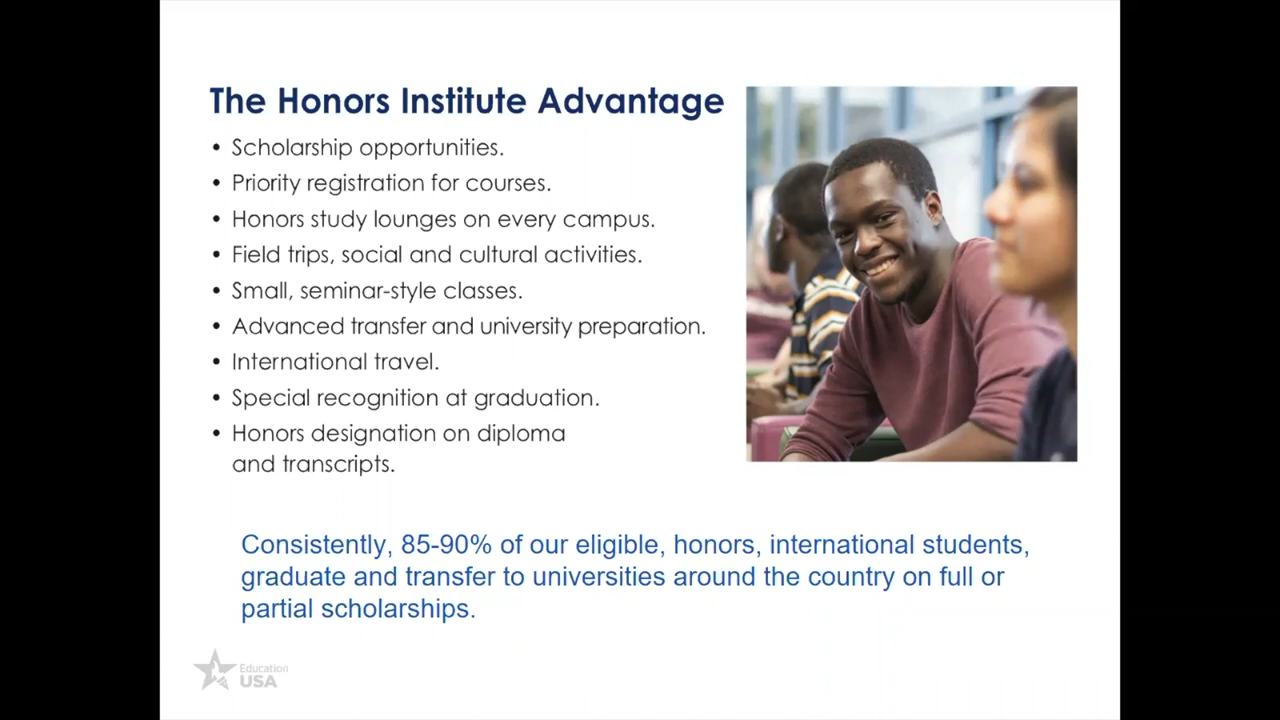 The Honors Institute Advantage
• Scholarship opportunities.
• Priority registration for courses.
• Honors study lounges on every campus.
• Field trips, social and cultural activities.
• Small, seminar-style classes.
• Advanced transfer and university preparation.
• International travel.
• Special recognition at graduation.
• Honors designation on diploma
and transcripts.
Consistently, 85-90% of our eligible, honors, international students,
graduate and transfer to universities around the country on full or
partial scholarships.
Education
USA